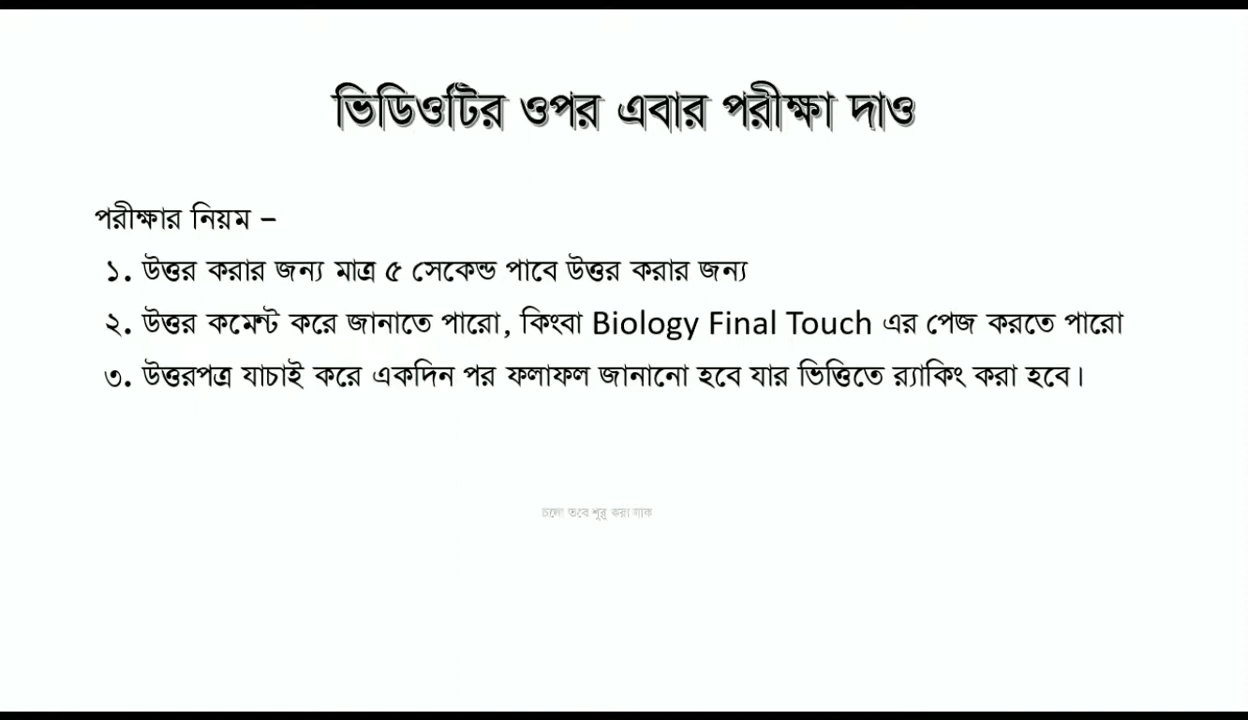 ভিডিওটির ওপর এবার পরীক্ষা দাও
পরীক্ষার নিয়ম –
১. উত্তর করার জন্য মাত্র ৫ সেকেন্ড পাবে উত্তর করার জন্য
২. উত্তর কমেন্ট করে জানাতে পারো, কিংবা Biology Final Touch এর পেজ করতে পারো
৩. উত্তরপত্র যাচাই করে একদিন পর ফলাফল জানানো হবে যার ভিত্তিতে র‍্যাকিং করা হবে।
চলো তবে শুরু করা যাক